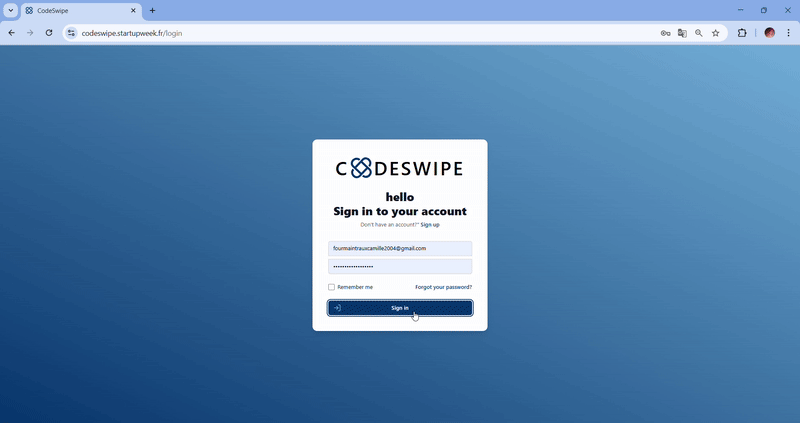 CodeSwipe
codeswipe.startupweek.fr/login
CODESWIPE
hello
Sign in to your account
Don't have an account?" Sign up
fourmaintrauxcamille2004@gmail.com
••••••••••••••••••
Remember me
Forgot your password?
Sign in